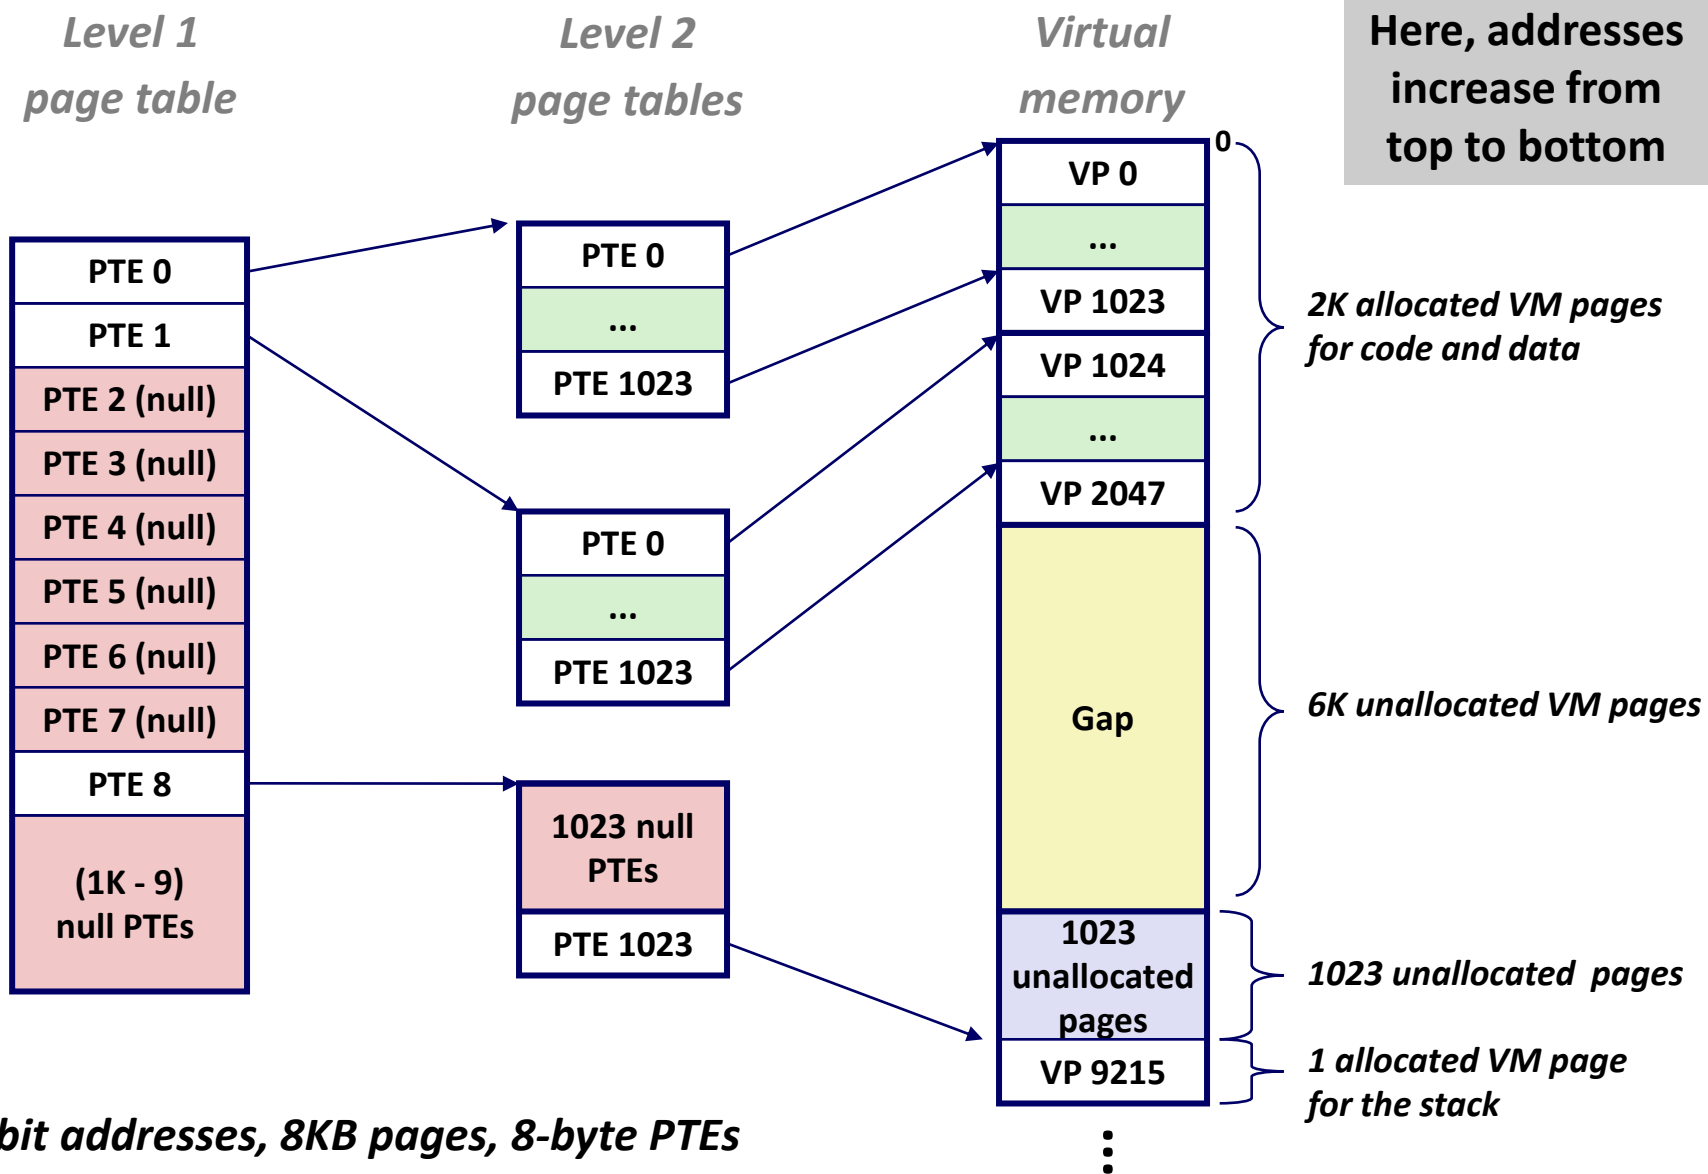 Level 1
page table
Level 2
page tables
Virtual
memory
Here, addresses
increase from
top to bottom
0
PTE 0
PTE 1
PTE 2 (null)
PTE 3 (null)
PTE 4 (null)
PTE 5 (null)
PTE 6 (null)
PTE 7 (null)
PTE 8
(1K - 9)
null PTEs
PTE 0
...
PTE 1023
PTE 0
...
PTE 1023
1023 null
PTEs
PTE 1023
VP 0
...
VP 1023
VP 1024
...
VP 2047
Gap
1023
unallocated
pages
VP 9215
2K allocated VM pages
for code and data
6K unallocated VM pages
1023 unallocated pages
1 allocated VM page
for the stack
bit addresses, 8KB pages, 8-byte PTEs